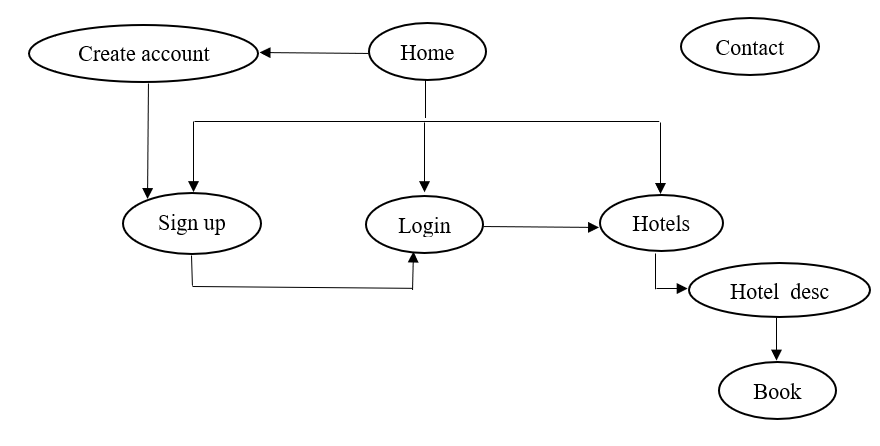 Create account
Home
Contact
Sign up
Login
Hotels
Hotel desc
Book